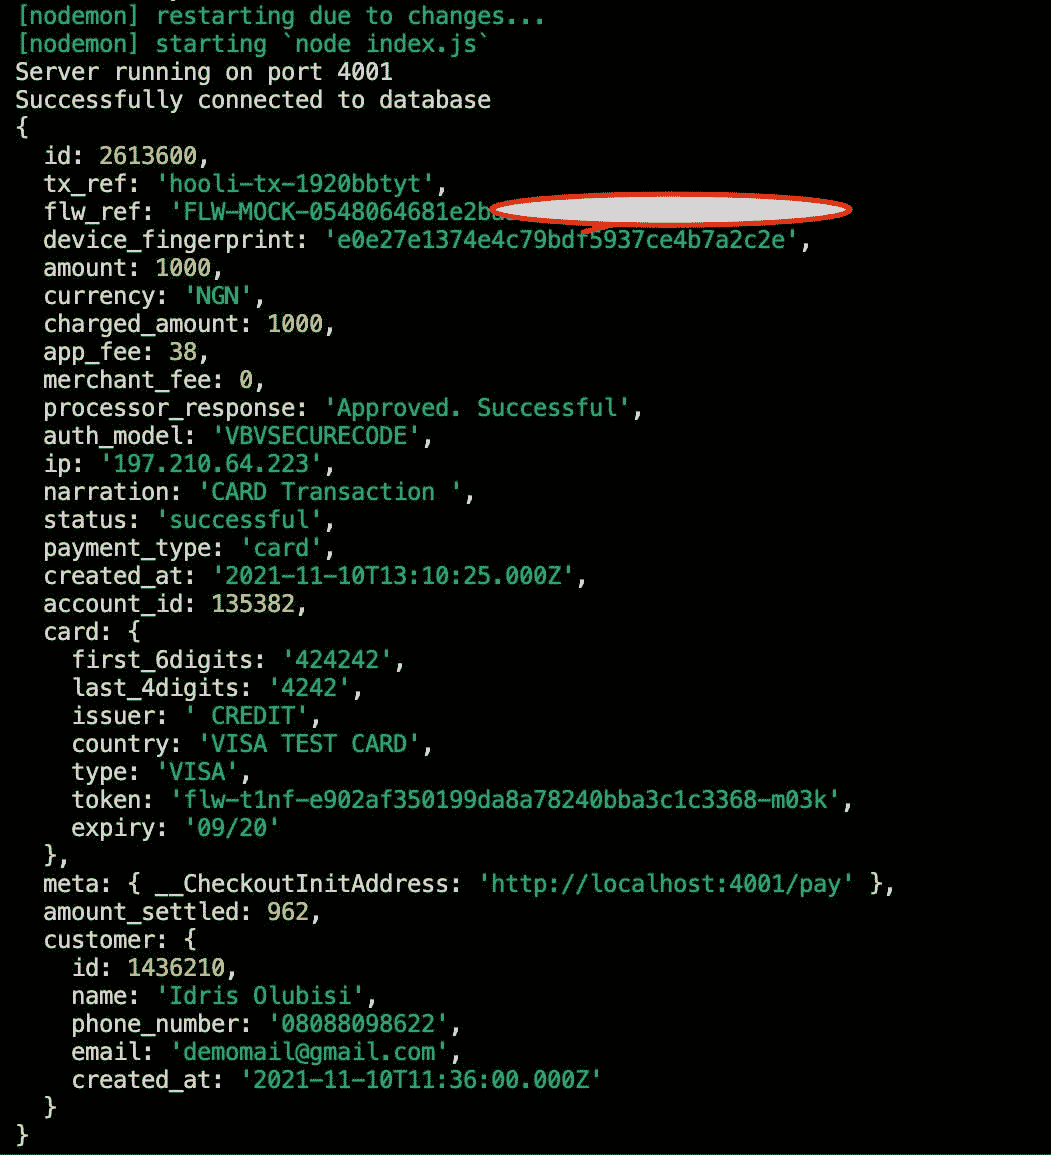 [nodemon] restarting due to changes...
[nodemon] starting `node index.js`
Server running on port 4001
Successfully connected to database
{
  id: 2613600,
  tx_ref: 'hooli-tx-1920bbtyt',
  flw_ref: 'FLW-MOCK-0548064681e2b
  device_fingerprint: 'e0e27e1374e4c79bdf5937ce4b7a2c2e',
  amount: 1000,
  currency: 'NGN',
  charged_amount: 1000,
  app_fee: 38,
  merchant_fee: 0,
  processor_response: 'Approved. Successful',
  auth_model: 'VBVSECURECODE',
  ip: '197.210.64.223',
  narration: 'CARD Transaction ',
  status: 'successful',
  payment_type: 'card',
  created_at: '2021-11-10T13:10:25.000Z',
  account_id: 135382,
  card: {
    first_6digits: '424242',
    last_4digits: '4242',
    issuer: ' CREDIT',
    country: 'VISA TEST CARD',
    type: 'VISA',
    token: 'flw-t1nf-e902af350199da8a78240bba3c1c3368-m03k',
    expiry: '09/20'
  },
  meta: { __CheckoutInitAddress: 'http://localhost:4001/pay' },
  amount_settled: 962,
  customer: {
    id: 1436210,
    name: 'Idris Olubisi',
    phone_number: '08088098622',
    email: 'demomail@gmail.com',
    created_at: '2021-11-10T11:36:00.000Z'
  }
}